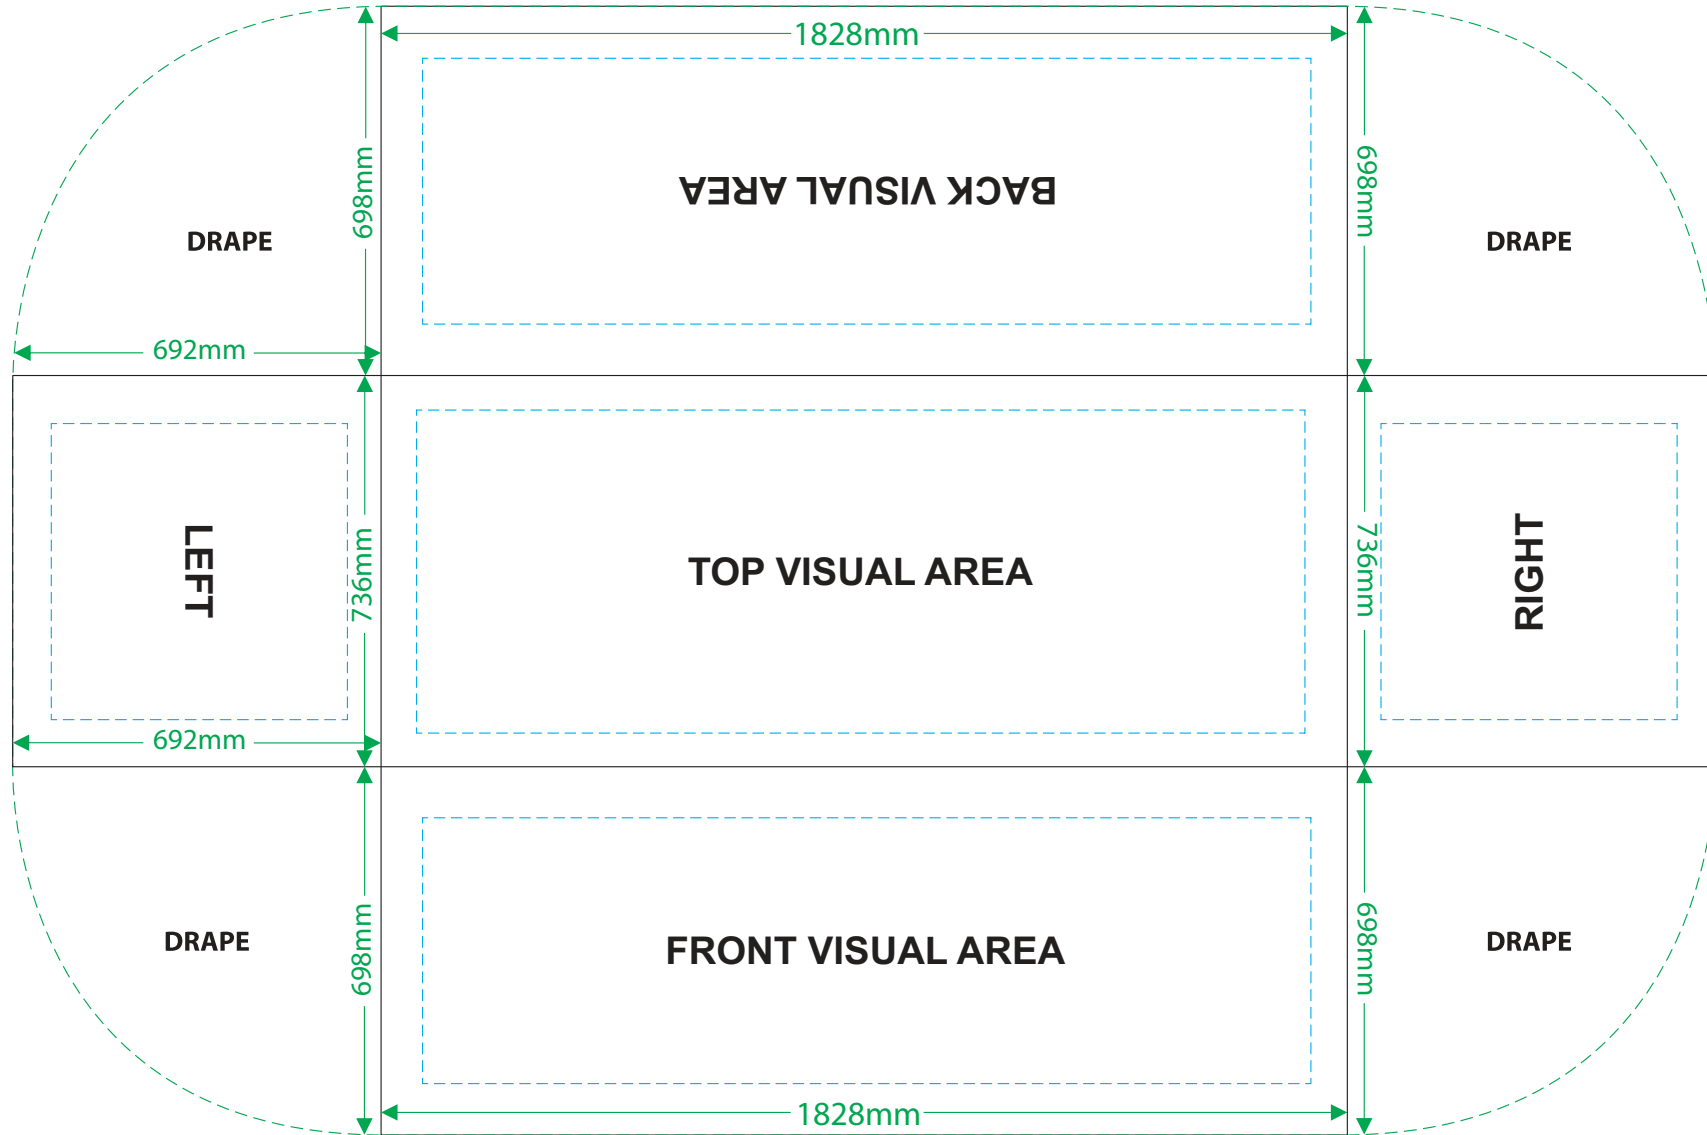 1828mm
698mm
698mm
BACK VISUAL AREA
DRAPE
DRAPE
692mm
LEFT
736mm
TOP VISUAL AREA
736mm
RIGHT
692mm
DRAPE
698mm
FRONT VISUAL AREA
698mm
DRAPE
1828mm